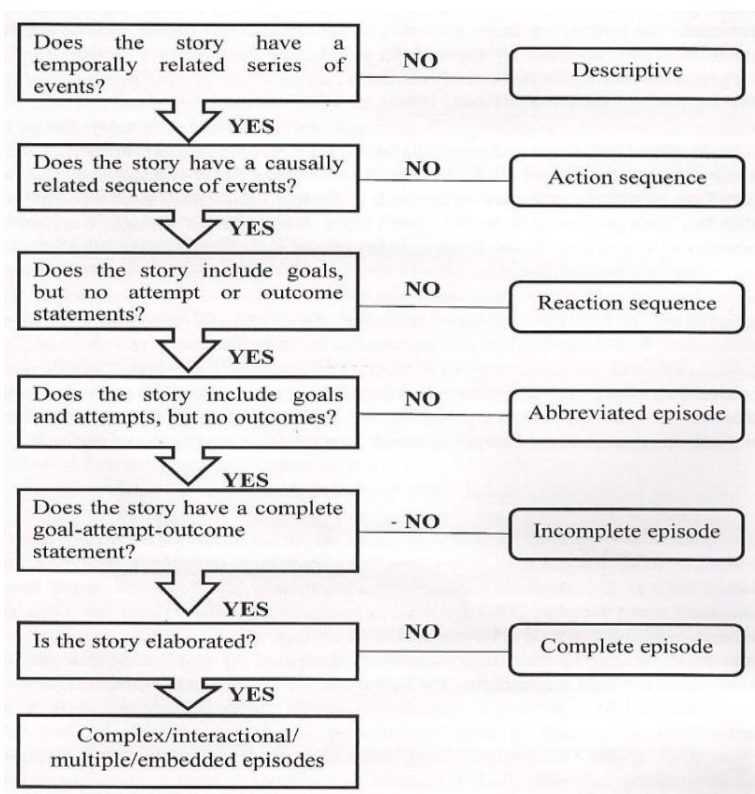 Does the story have a
temporally related series of
events?
NO
Descriptive
YES
Does the story have a causally
related sequence of events?
NO
Action sequence
YES
Does the story include goals,
but no attempt or outcome
statements?
NO
Reaction sequence
YES
Does the story include goals
and attempts, but no outcomes?
NO
Abbreviated episode
YES
Does the story have a complete
goal-attempt-outcome
statement?
- NO
Incomplete episode
YES
Is the story elaborated?
NO
Complete episode
YES
Complex/interactional/
multiple/embedded episodes